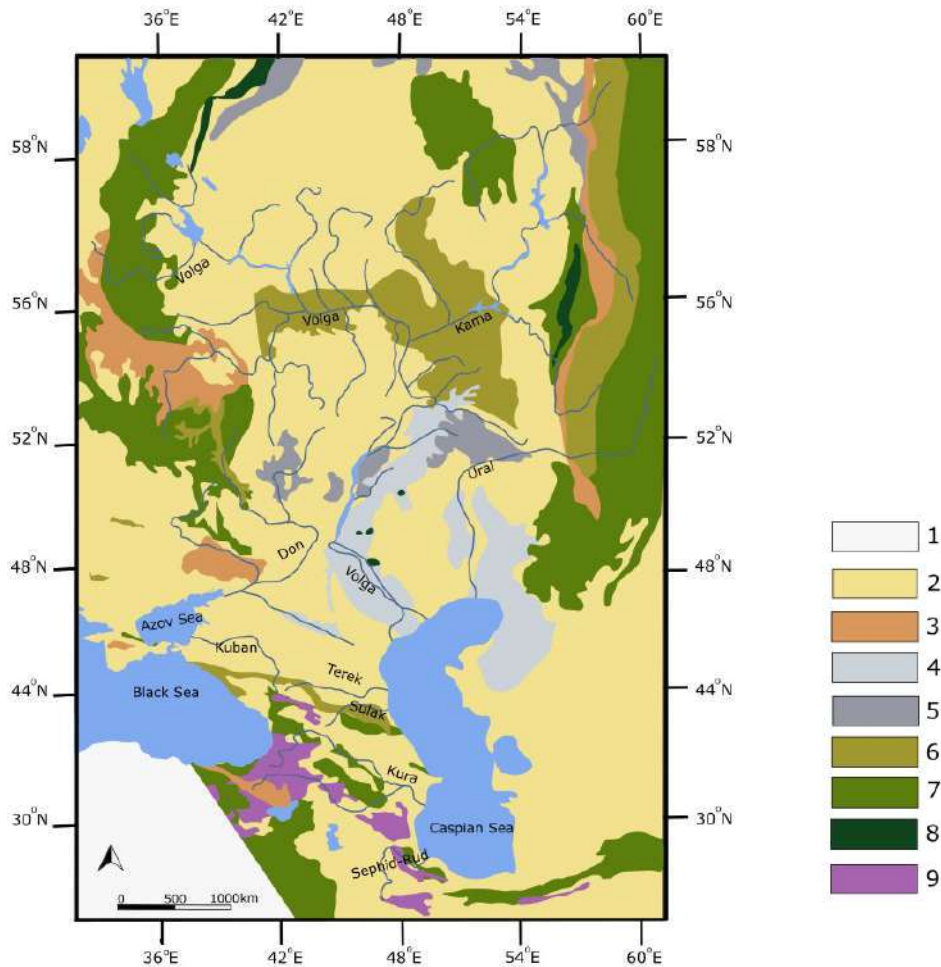 36°E 42°E 48°E 54°E 60°E
58°N 58°N
Volga
56°N Volga Kama 56°N
52°N 52°N
Ural
Don
48°N Volga 48°N
Azov Sea
Kuban
Terek
44°N Black Sea 44°N
Sulak
Kura
30°N Caspian Sea 30°N
Sephid-Rud
0 500 1000km
36°E 42°E 48°E 54°E 60°E
1
2
3
4
5
6
7
8
9